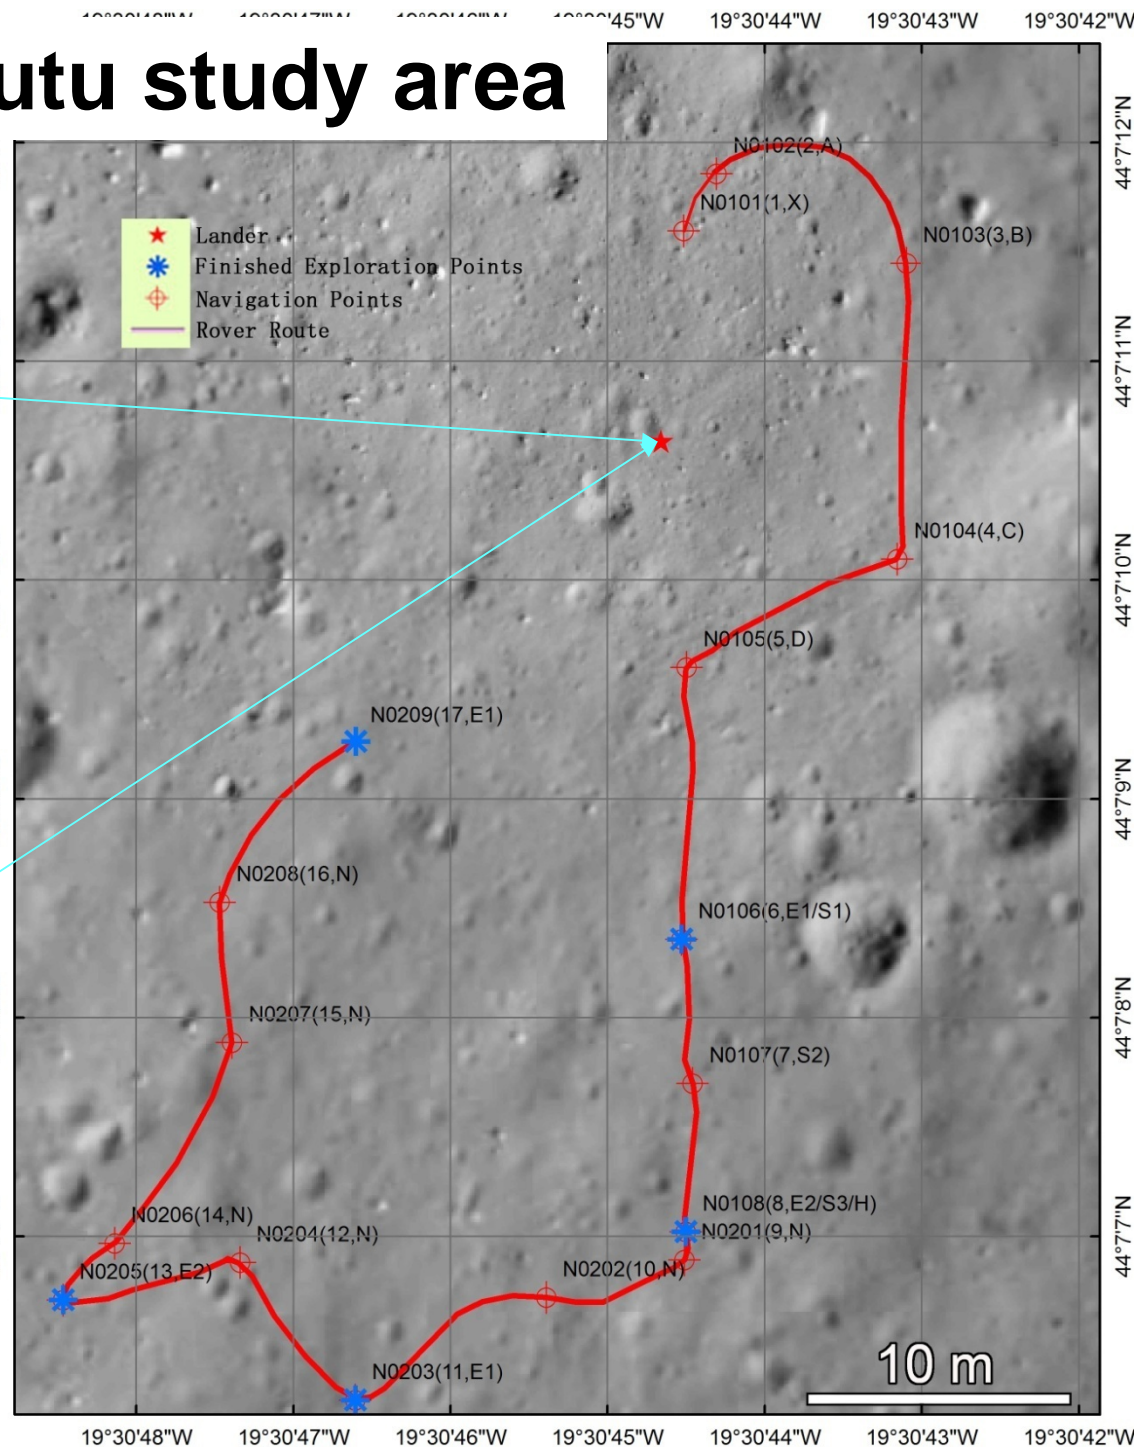 19°30'45"W 19°30'44"W 19°30'43"W 19°30'42"W
utu study area
44°7'12"N
N0102(2,A)
N0101(1,X)
N0103(3,B)
Lander
Finished Exploration Points
Navigation Points
Rover Route
44°7'11"N
N0104(4,C)
44°7'10"N
N0105(5,D)
N0209(17,E1)
44°7'9"N
N0208(16,N)
N0106(6,E1/S1)
44°7'8"N
N0207(15,N)
N0107(7,S2)
N0108(8,E2/S3/H)
N0206(14,N)
N0204(12,N)
N0201(9,N)
44°7'7"N
N0205(13,E2)
N0202(10,N)
N0203(11,E1)
10 m
19°30'48"W 19°30'47"W 19°30'46"W 19°30'45"W 19°30'44"W 19°30'43"W 19°30'42"W